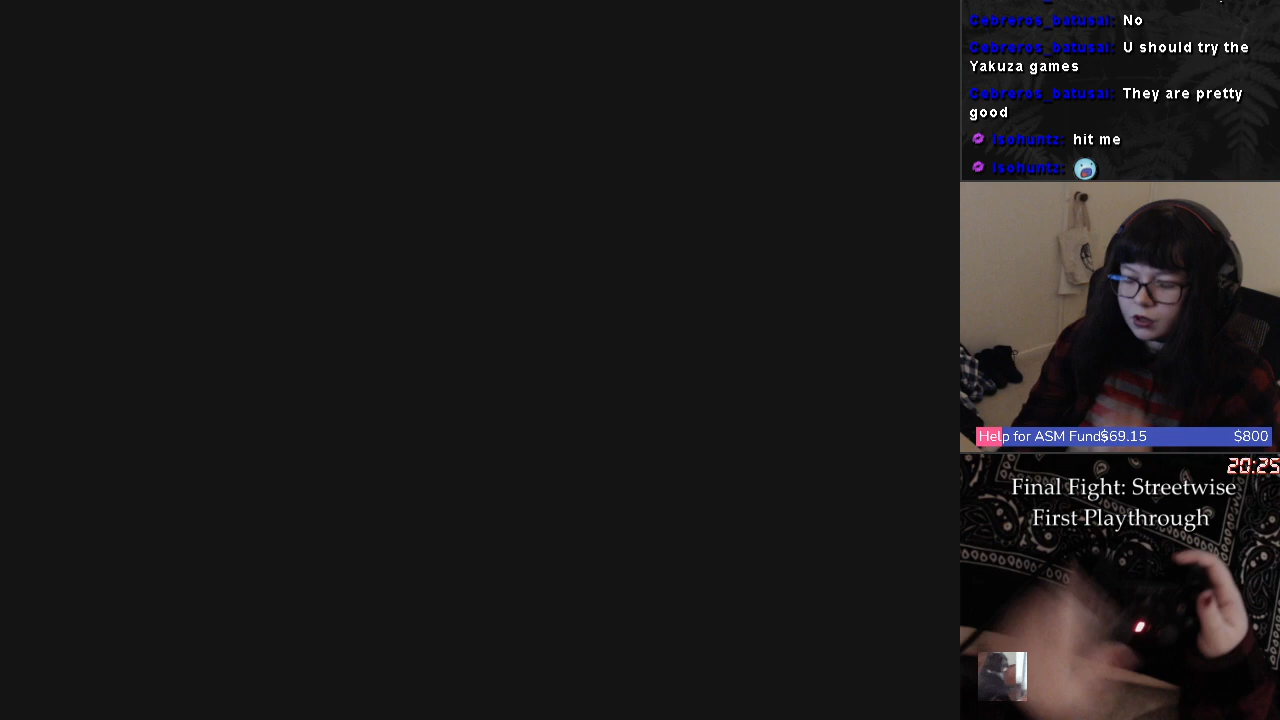 Cebreros_batusai: No
Cebreros_batusai: U should try the
Yakuza games
Cebreros_batusai: They are pretty
good
isohuntz: hit me
isohuntz:
Help for ASM Fund $69.15 $800
20:25
Final Fight: Streetwise
First Playthrough